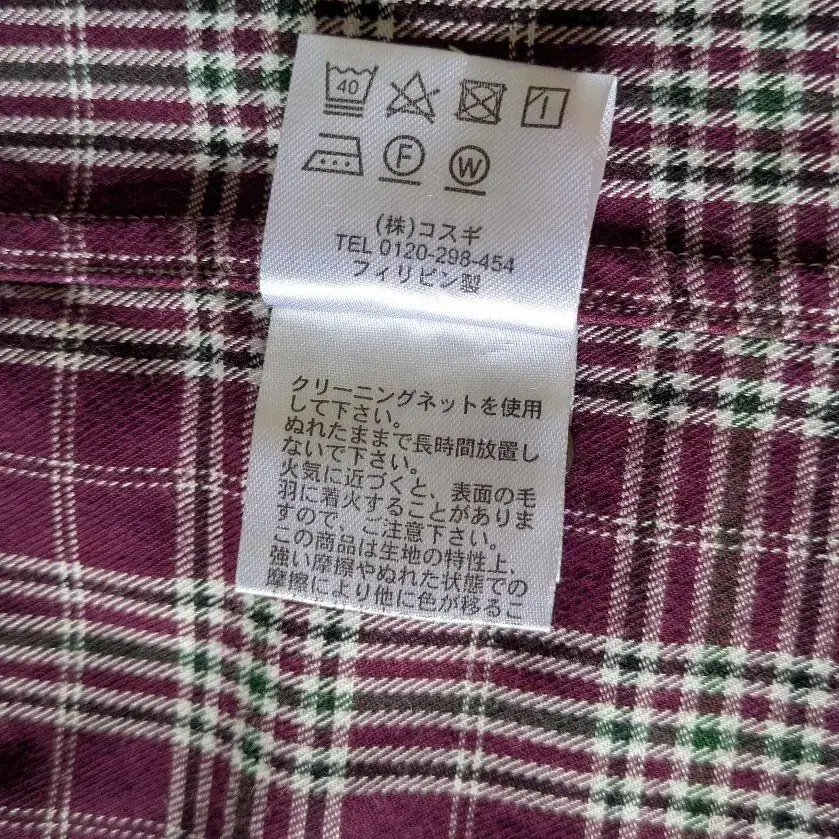 40
F
W
(株)コスギ
TEL 0120-298-454
フィリピン製
クリーニングネットを使用
して下さい。
ぬれたままで長時間放置し
ないで下さい。
火気に近づくと、表面の毛
羽に着火することがありま
すので、ご注意下さい。
この商品は生地の特性上、
強い摩擦やぬれた状態での
摩擦により他に色が移るこ